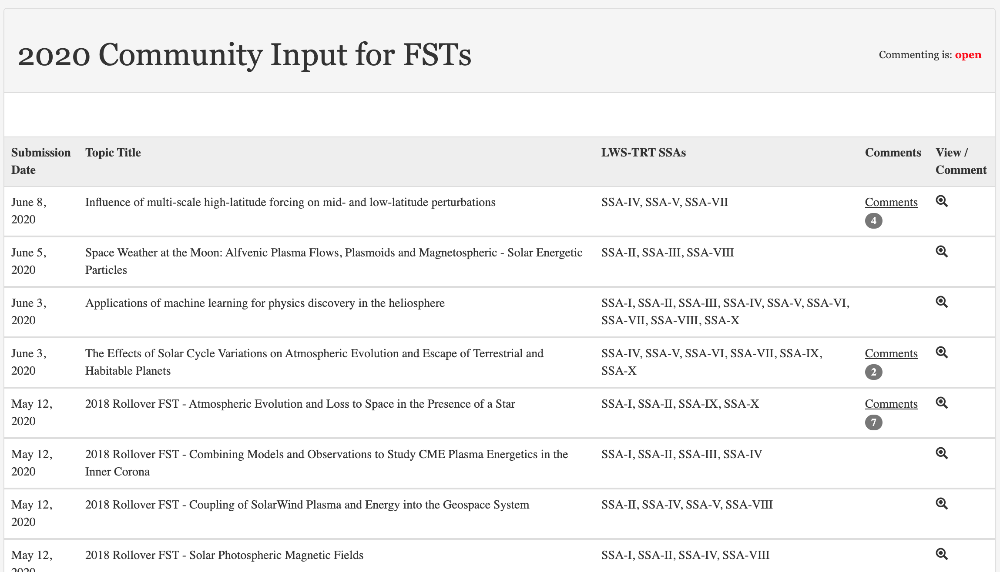 2020 Community Input for FSTs
Commenting is: open
Submission Date
Topic Title
LWS-TRT SSAs
Comments
View / Comment
June 8,
2020
Influence of multi-scale high-latitude forcing on mid- and low-latitude perturbations
SSA-IV, SSA-V, SSA-VII
Comments
4
June 5,
2020
Space Weather at the Moon: Alfvenic Plasma Flows, Plasmoids and Magnetospheric - Solar Energetic
Particles
SSA-II, SSA-III, SSA-VIII
June 3,
2020
Applications of machine learning for physics discovery in the heliosphere
SSA-I, SSA-II, SSA-III, SSA-IV, SSA-V, SSA-VI,
SSA-VII, SSA-VIII, SSA-X
June 3,
2020
The Effects of Solar Cycle Variations on Atmospheric Evolution and Escape of Terrestrial and
Habitable Planets
SSA-IV, SSA-V, SSA-VI, SSA-VII, SSA-IX,
SSA-X
Comments
2
May 12,
2020
2018 Rollover FST - Atmospheric Evolution and Loss to Space in the Presence of a Star
SSA-I, SSA-II, SSA-IX, SSA-X
Comments
7
May 12,
2020
2018 Rollover FST - Combining Models and Observations to Study CME Plasma Energetics in the
Inner Corona
SSA-I, SSA-II, SSA-III, SSA-IV
May 12,
2020
2018 Rollover FST - Coupling of SolarWind Plasma and Energy into the Geospace System
SSA-II, SSA-IV, SSA-V, SSA-VIII
May 12,
2020
2018 Rollover FST - Solar Photospheric Magnetic Fields
SSA-I, SSA-II, SSA-IV, SSA-VIII